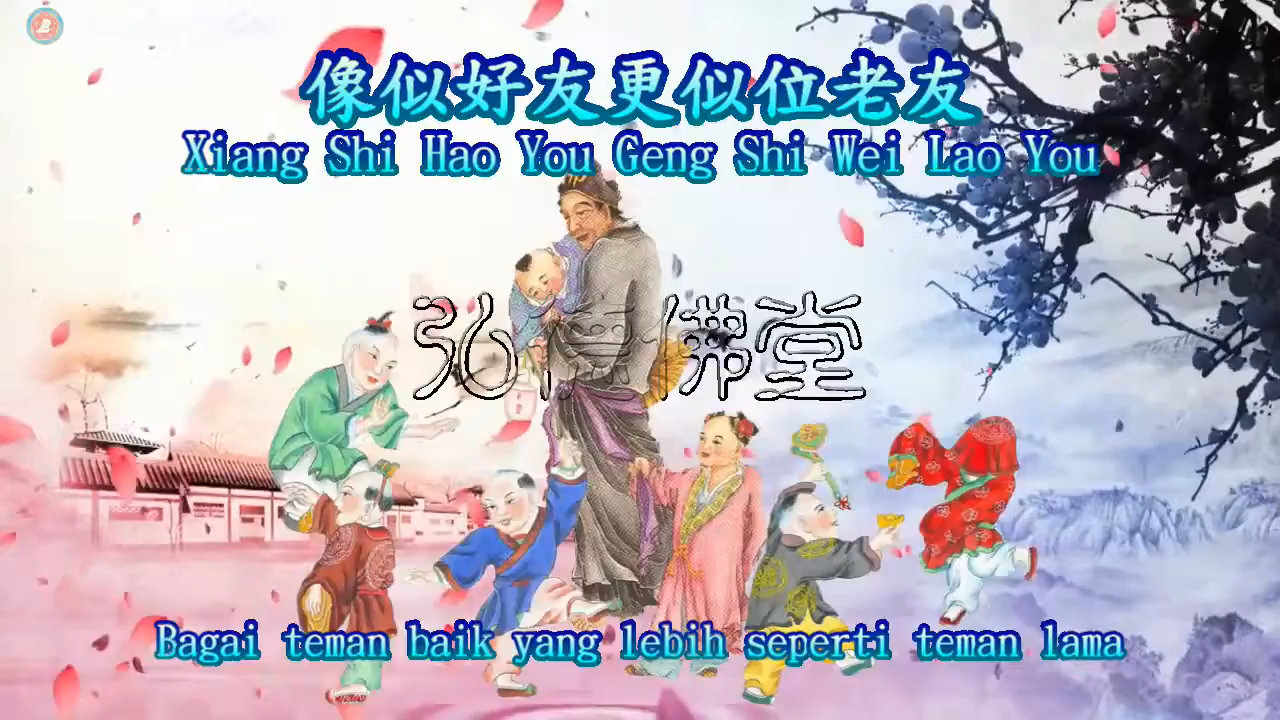 像似好友更似位老友
Xiang Shi Hao You Geng Shi Wei Lao You
弘德佛堂
Bagai teman baik yang lebih seperti teman lama